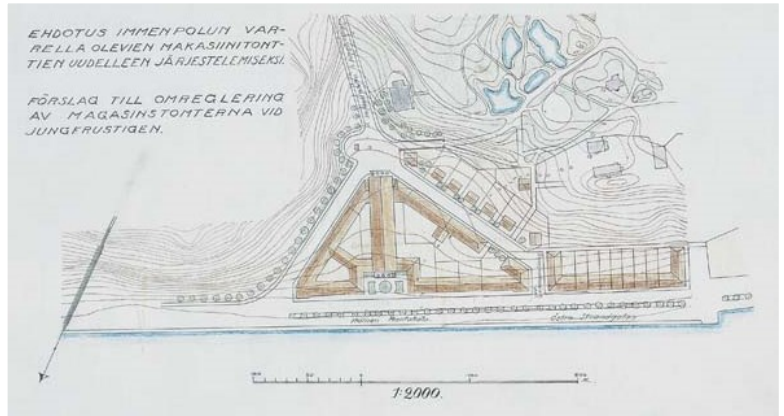 EHDOTUS IMMENPOLUN VAR-
RELLA OLEVIEN MAKASIINITONT-
TIEN UUDELLEEN JÄRJESTELEMISEKSI.
FÖRSLAG TILL OMREGLERING
AV MAGASINSTOMTERNA VID
JUNGFRUSTIGEN.
1:2000.